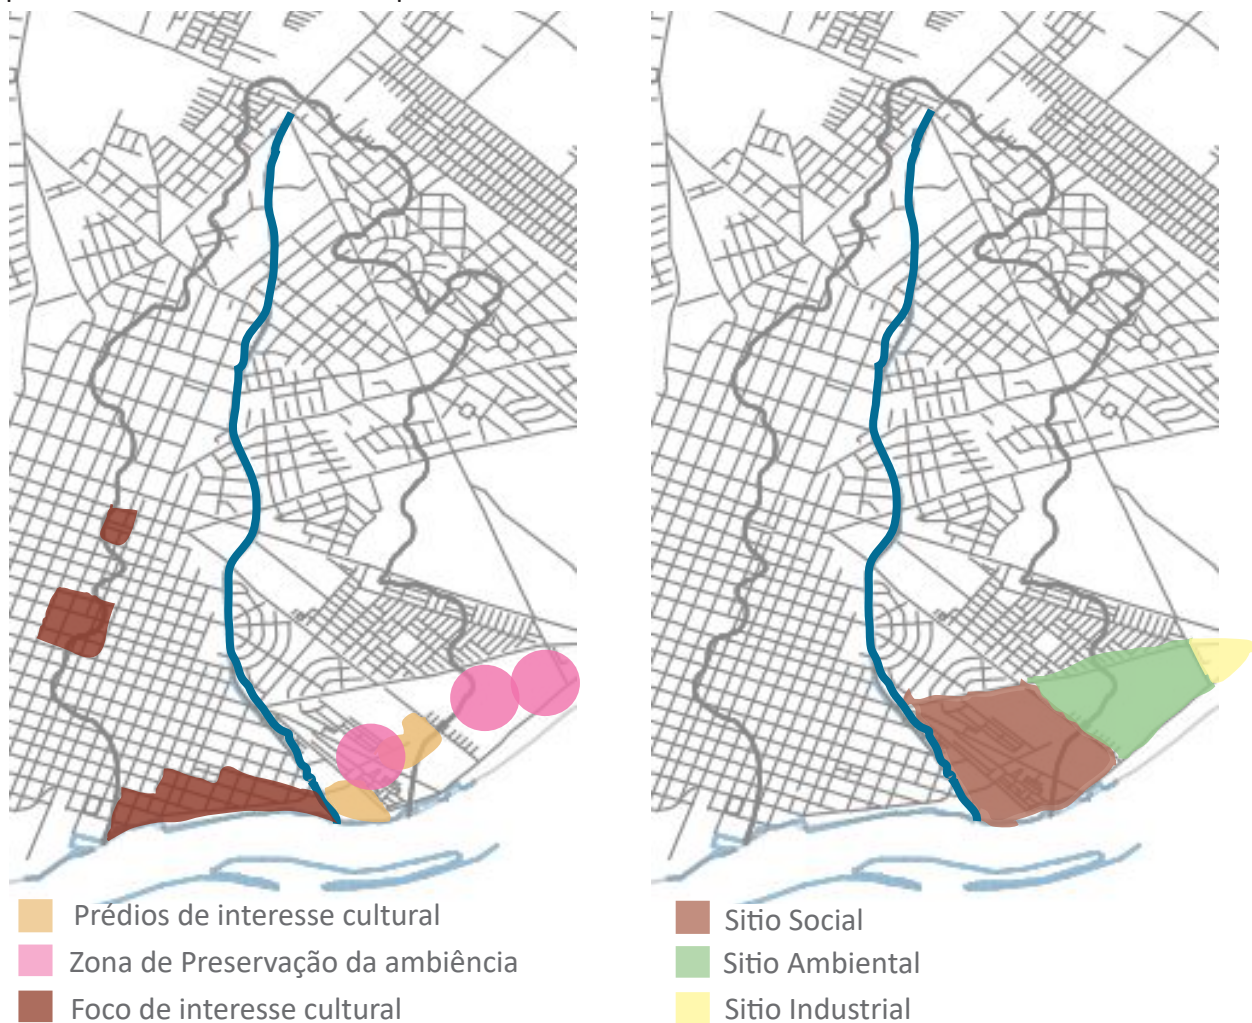 Prédios de interesse cultural
Zona de Preservação da ambiência
Foco de interesse cultural
Sitio Social
Sitio Ambiental
Sitio Industrial